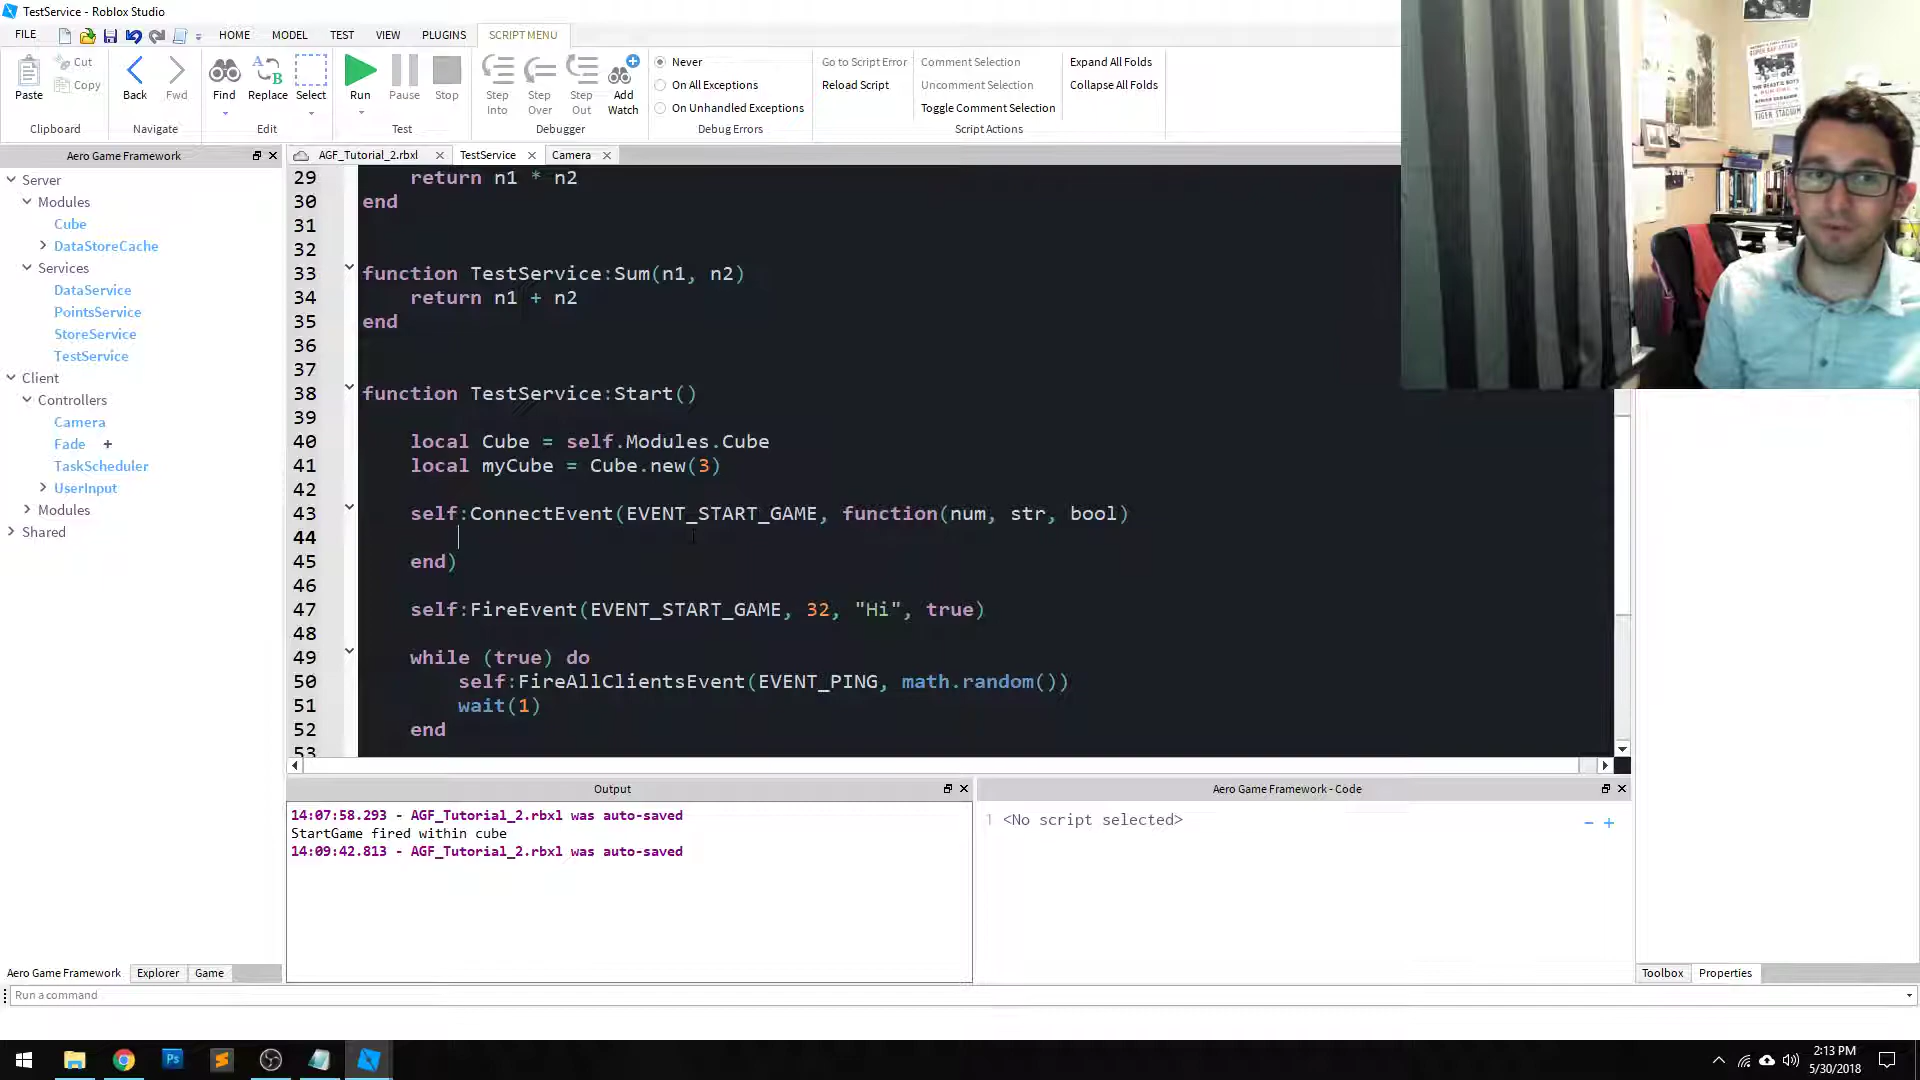 TestService - Roblox Studio
FILE HOME MODEL TEST VIEW PLUGINS SCRIPT MENU
Paste Cut Copy
Clipboard
Back Fwd
Navigate
Find Replace Select
Edit
Run Pause Stop
Test
Step Into Step Over Step Out Add Watch
Debugger
Never
On All Exceptions
On Unhandled Exceptions
Debug Errors
Go to Script Error
Reload Script
Comment Selection
Uncomment Selection
Toggle Comment Selection
Script Actions
Expand All Folds
Collapse All Folds
Aero Game Framework
Server
Modules
Cube
DataStoreCache
Services
DataService
PointsService
StoreService
TestService
Client
Controllers
Camera
Fade +
TaskScheduler
UserInput
Modules
Shared
Aero Game Framework Explorer Game
AGF_Tutorial_2.rbxl TestService Camera
29 return n1 * n2
30 end
31
32
33 function TestService:Sum(n1, n2)
34 return n1 + n2
35 end
36
37
38 function TestService:Start()
39
40 local Cube = self.Modules.Cube
41 local myCube = Cube.new(3)
42
43 self:ConnectEvent(EVENT_START_GAME, function(num, str, bool)
44
45 end)
46
47 self:FireEvent(EVENT_START_GAME, 32, "Hi", true)
48
49 while (true) do
50 self:FireAllClientsEvent(EVENT_PING, math.random())
51 wait(1)
52 end
53
Output
14:07:58.293 - AGF_Tutorial_2.rbxl was auto-saved
StartGame fired within cube
14:09:42.813 - AGF_Tutorial_2.rbxl was auto-saved
Aero Game Framework - Code
1 <No script selected>
− +
Toolbox Properties
Run a command
TIGER STADIUM
2:13 PM
5/30/2018